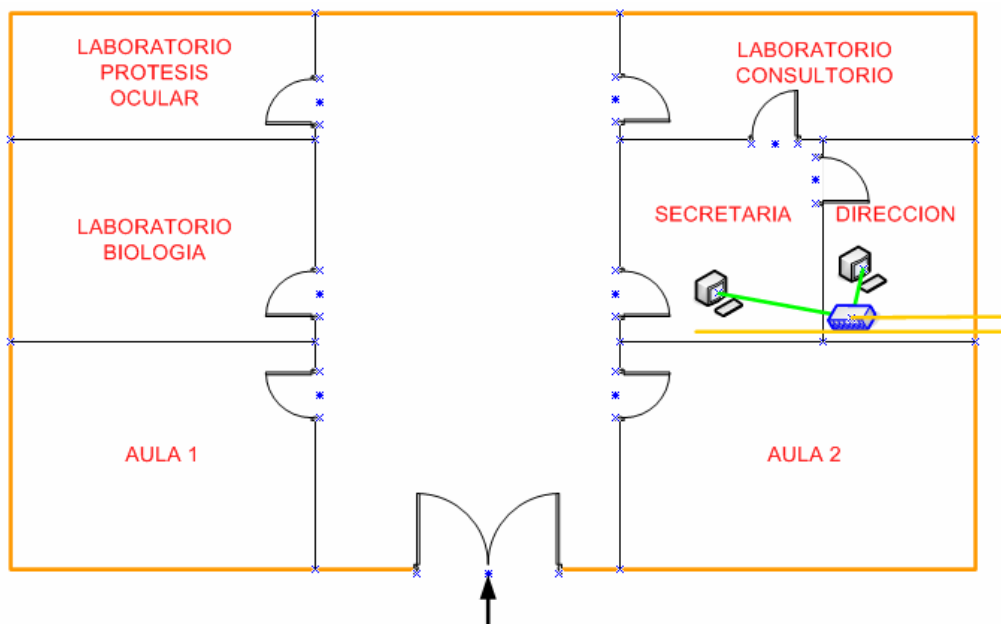 LABORATORIO
PROTESIS
OCULAR
LABORATORIO
CONSULTORIO
LABORATORIO
BIOLOGIA
SECRETARIA
DIRECCION
AULA 1
AULA 2